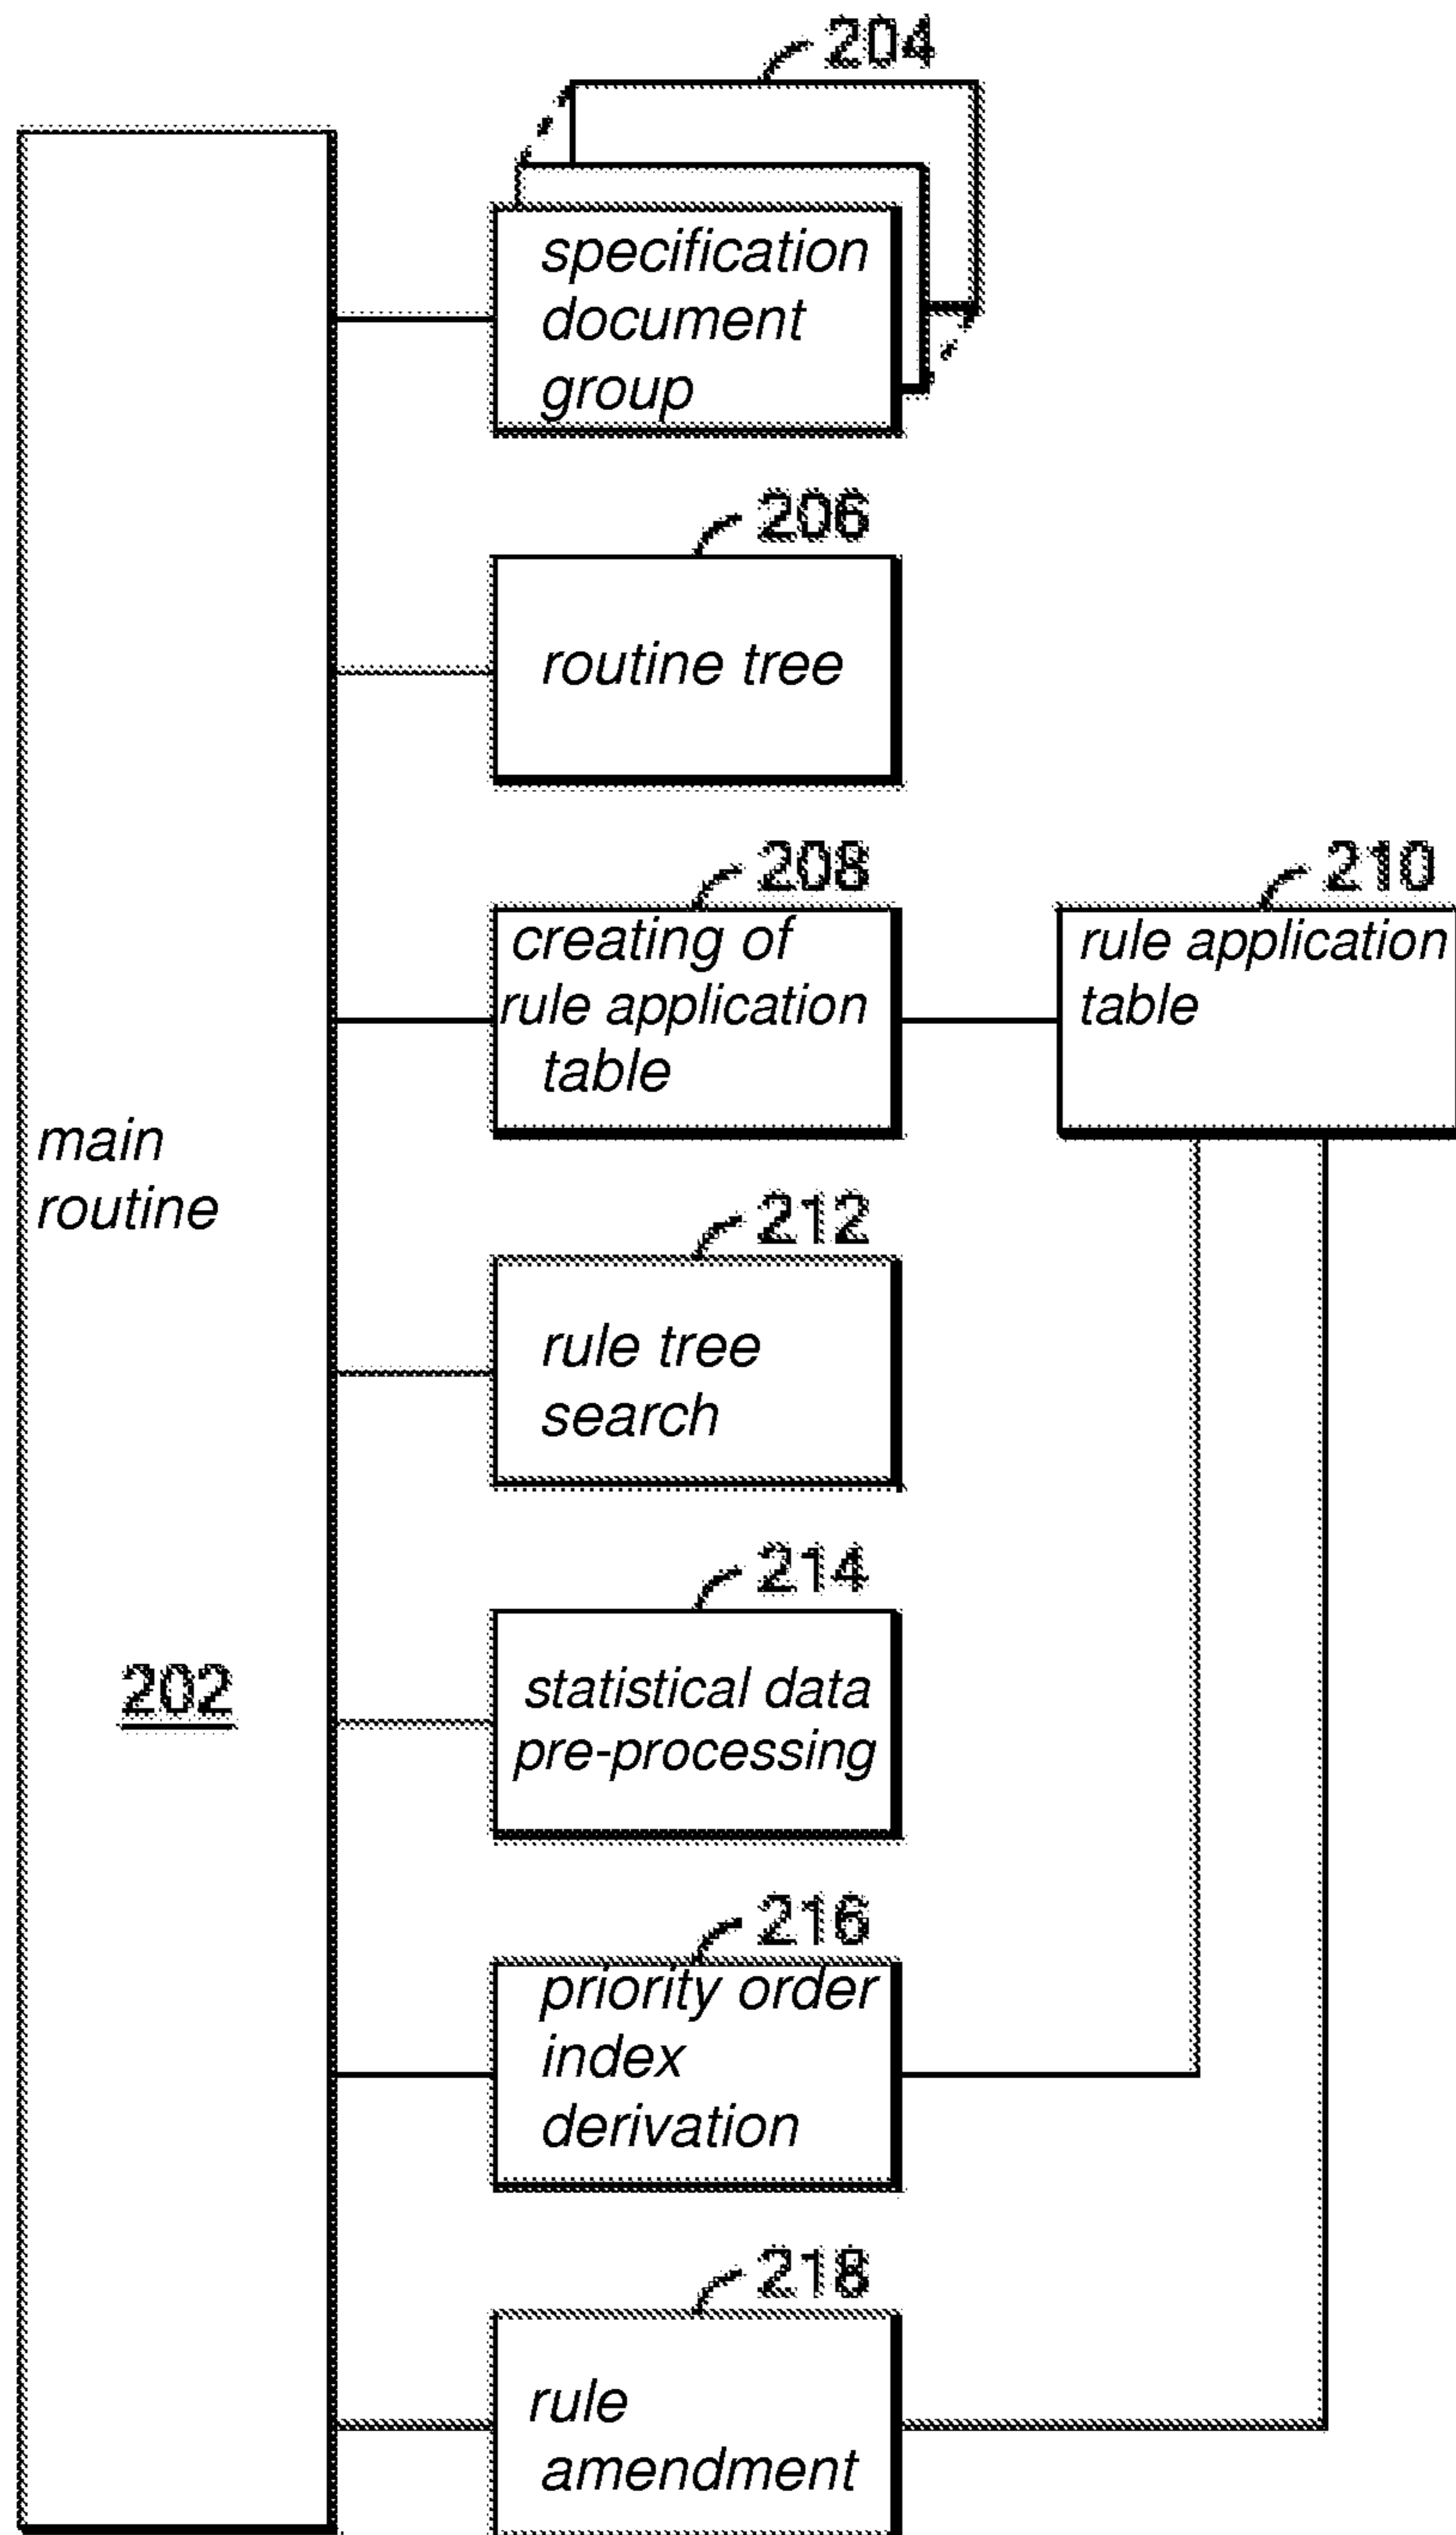 204
specification
document
group
206
routine tree
208
creating of
rule application
table
210
rule application
table
main
routine
212
rule tree
search
202
214
statistical data
pre-processing
216
priority order
index
derivation
218
rule
amendment